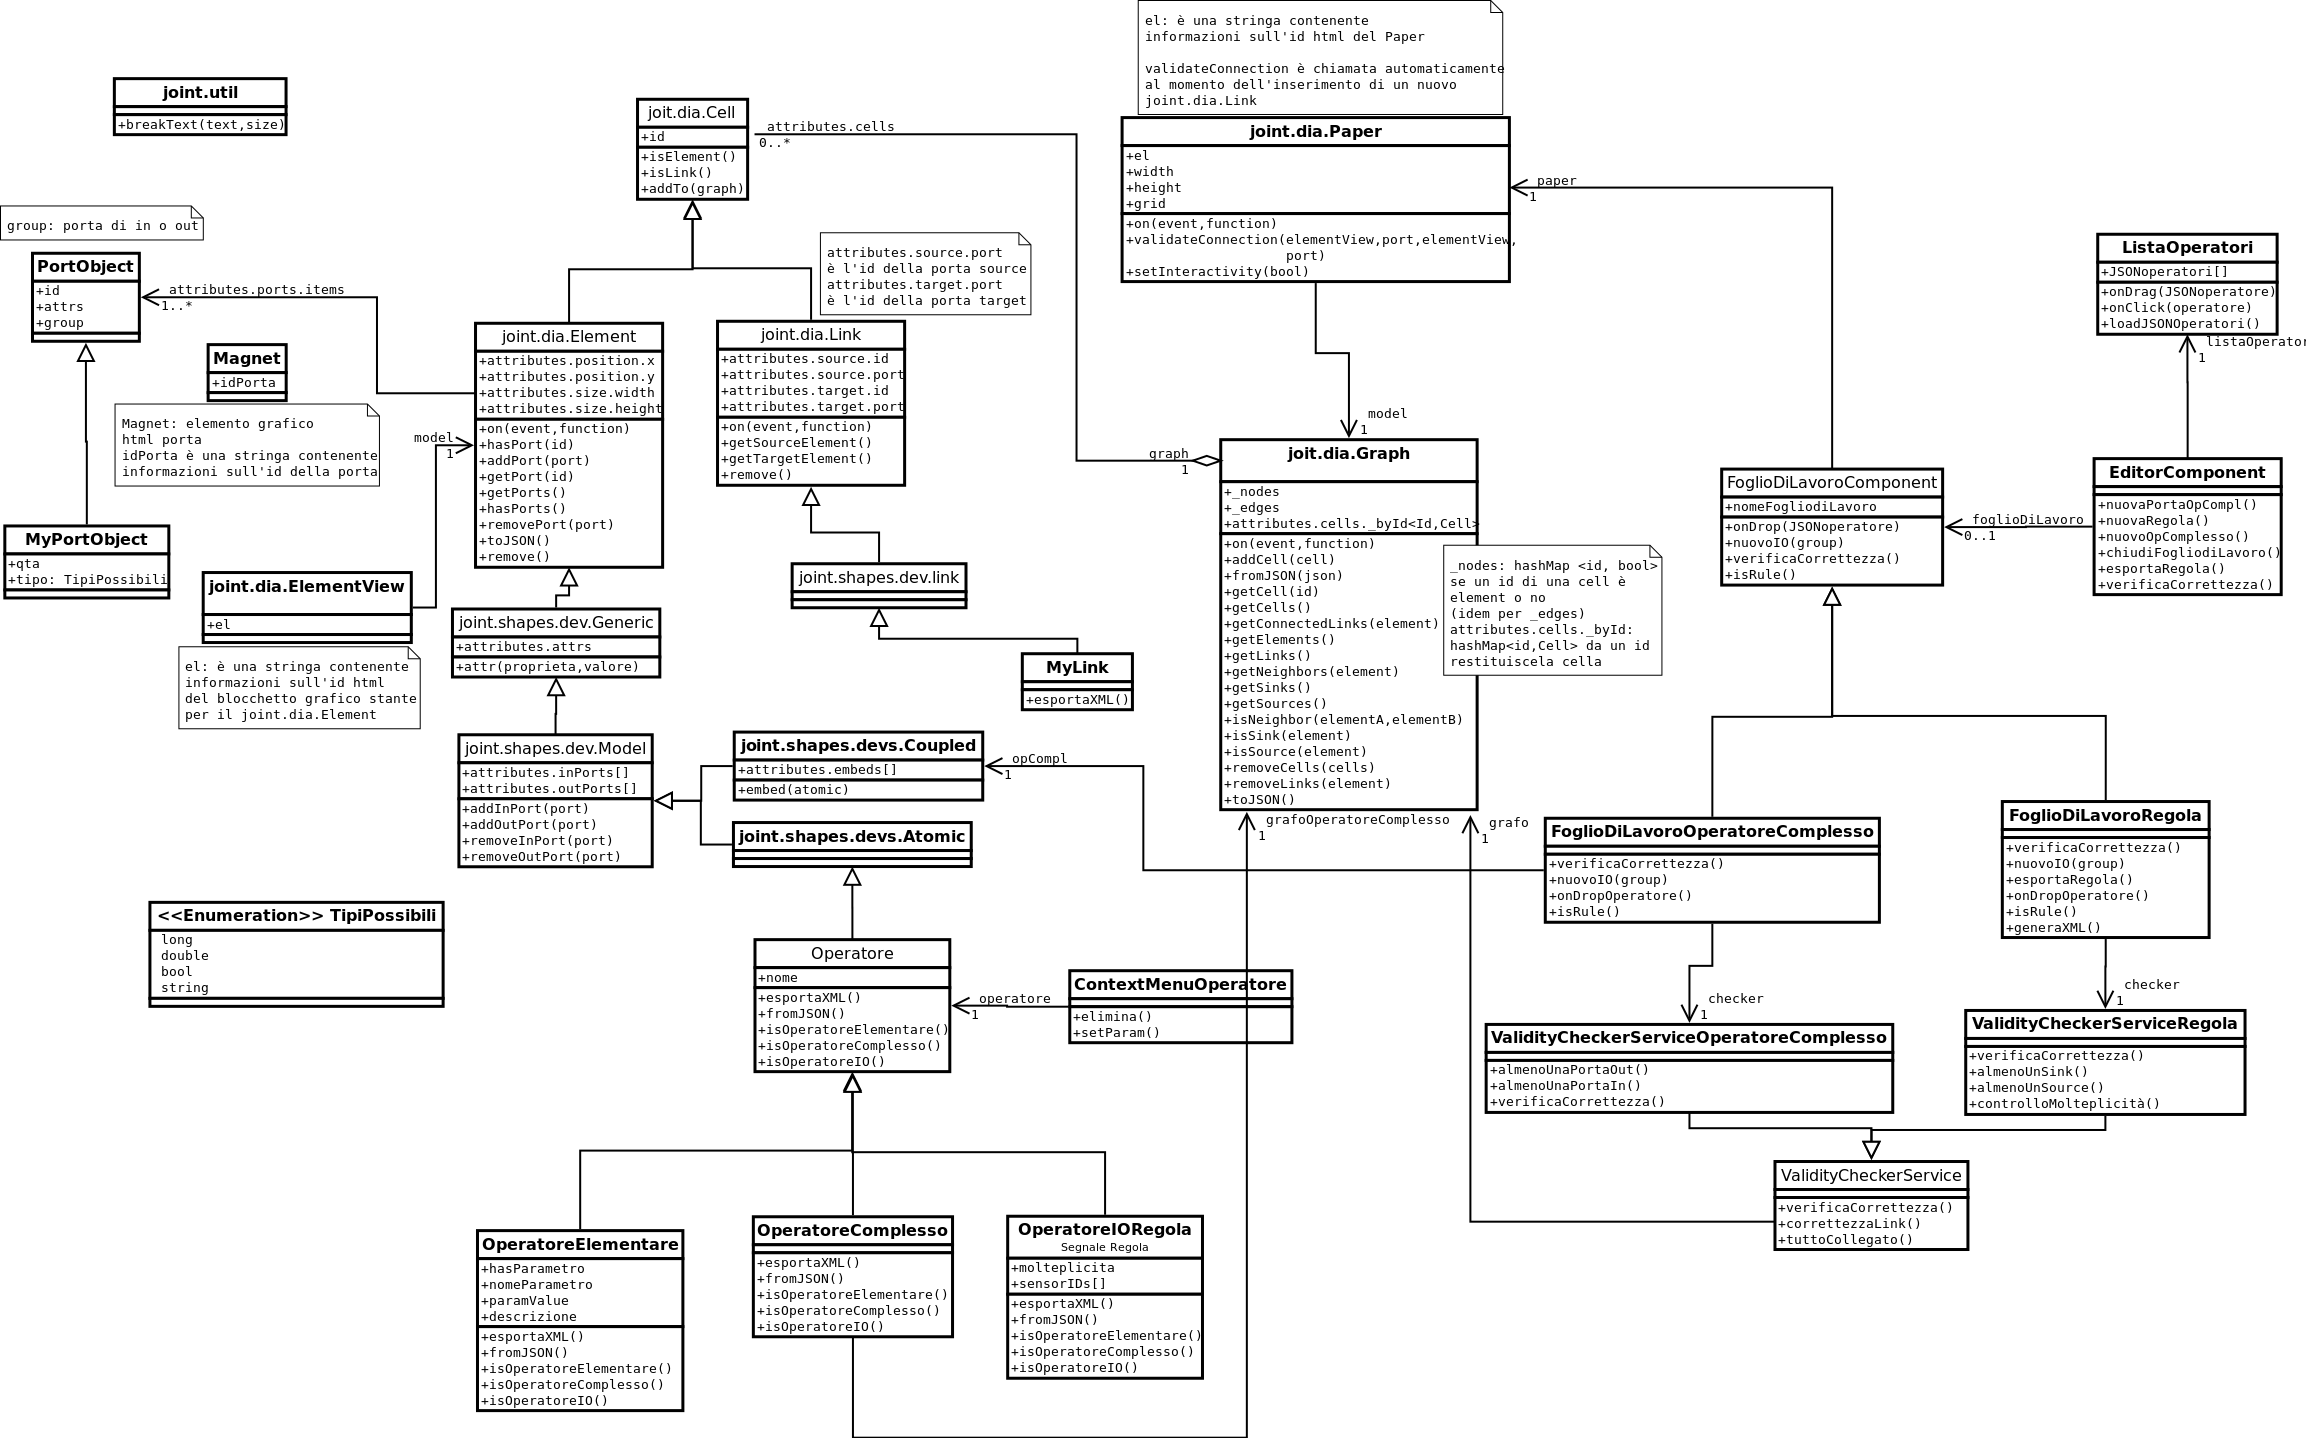 el: è una stringa contenente
informazioni sull'id html del Paper
validateConnection è chiamata automaticamente
al momento dell'inserimento di un nuovo
joint.dia.Link
joint.util
+breakText(text,size)
joit.dia.Cell
+id
+isElement()
+isLink()
+addTo(graph)
attributes.cells
0..*
joint.dia.Paper
+el
+width
+height
+grid
+on(event,function)
+validateConnection(elementView,port,elementView,
port)
+setInteractivity(bool)
paper
1
group: porta di in o out
PortObject
+id
+attrs
+group
attributes.ports.items
1..*
attributes.source.port
è l'id della porta source
attributes.target.port
è l'id della porta target
ListaOperatori
+JSONoperatori[]
+onDrag(JSONoperatore)
+onClick(operatore)
+loadJSONOperatori()
listaOperator
1
Magnet
+idPorta
Magnet: elemento grafico
html porta
idPorta è una stringa contenente
informazioni sull'id della porta
joint.dia.Element
+attributes.position.x
+attributes.position.y
+attributes.size.width
+attributes.size.height
+on(event,function)
+hasPort(id)
+addPort(port)
+getPort(id)
+getPorts()
+hasPorts()
+removePort(port)
+toJSON()
+remove()
model
1
joint.dia.Link
+attributes.source.id
+attributes.source.port
+attributes.target.id
+attributes.target.port
+on(event,function)
+getSourceElement()
+getTargetElement()
+remove()
model
1
graph
1
joit.dia.Graph
+_nodes
+_edges
+attributes.cells._byId<Id,Cell>
+on(event,function)
+addCell(cell)
+fromJSON(json)
+getCell(id)
+getCells()
+getConnectedLinks(element)
+getElements()
+getLinks()
+getNeighbors(element)
+getSinks()
+getSources()
+isNeighbor(elementA,elementB)
+isSink(element)
+isSource(element)
+removeCells(cells)
+removeLinks(element)
+toJSON()
_nodes: hashMap <id, bool>
se un id di una cell è
element o no
(idem per _edges)
attributes.cells._byId:
hashMap<id,Cell> da un id
restituiscela cella
FoglioDiLavoroComponent
+nomeFogliodiLavoro
+onDrop(JSONoperatore)
+nuovoIO(group)
+verificaCorrettezza()
+isRule()
foglioDiLavoro
0..1
EditorComponent
+nuovaPortaOpCompl()
+nuovaRegola()
+nuovoOpComplesso()
+chiudiFogliodiLavoro()
+esportaRegola()
+verificaCorrettezza()
MyPortObject
+qta
+tipo: TipiPossibili
joint.dia.ElementView
+el
el: è una stringa contenente
informazioni sull'id html
del blocchetto grafico stante
per il joint.dia.Element
joint.shapes.dev.Generic
+attributes.attrs
+attr(proprieta,valore)
joint.shapes.dev.link
MyLink
+esportaXML()
joint.shapes.dev.Model
+attributes.inPorts[]
+attributes.outPorts[]
+addInPort(port)
+addOutPort(port)
+removeInPort(port)
+removeOutPort(port)
joint.shapes.devs.Coupled
+attributes.embeds[]
+embed(atomic)
opCompl
1
joint.shapes.devs.Atomic
grafoOperatoreComplesso
1
grafo
1
FoglioDiLavoroOperatoreComplesso
+verificaCorrettezza()
+nuovoIO(group)
+onDropOperatore()
+isRule()
FoglioDiLavoroRegola
+verificaCorrettezza()
+nuovoIO(group)
+esportaRegola()
+onDropOperatore()
+isRule()
+generaXML()
<<Enumeration>> TipiPossibili
long
double
bool
string
Operatore
+nome
+esportaXML()
+fromJSON()
+isOperatoreElementare()
+isOperatoreComplesso()
+isOperatoreIO()
operatore
1
ContextMenuOperatore
+elimina()
+setParam()
checker
1
checker
1
ValidityCheckerServiceOperatoreComplesso
+almenoUnaPortaOut()
+almenoUnaPortaIn()
+verificaCorrettezza()
ValidityCheckerServiceRegola
+verificaCorrettezza()
+almenoUnSink()
+almenoUnSource()
+controlloMolteplicità()
ValidityCheckerService
+verificaCorrettezza()
+correttezzaLink()
+tuttoCollegato()
OperatoreElementare
+hasParametro
+nomeParametro
+paramValue
+descrizione
+esportaXML()
+fromJSON()
+isOperatoreElementare()
+isOperatoreComplesso()
+isOperatoreIO()
OperatoreComplesso
+esportaXML()
+fromJSON()
+isOperatoreElementare()
+isOperatoreComplesso()
+isOperatoreIO()
OperatoreIORegola
Segnale Regola
+molteplicita
+sensorIDs[]
+esportaXML()
+fromJSON()
+isOperatoreElementare()
+isOperatoreComplesso()
+isOperatoreIO()